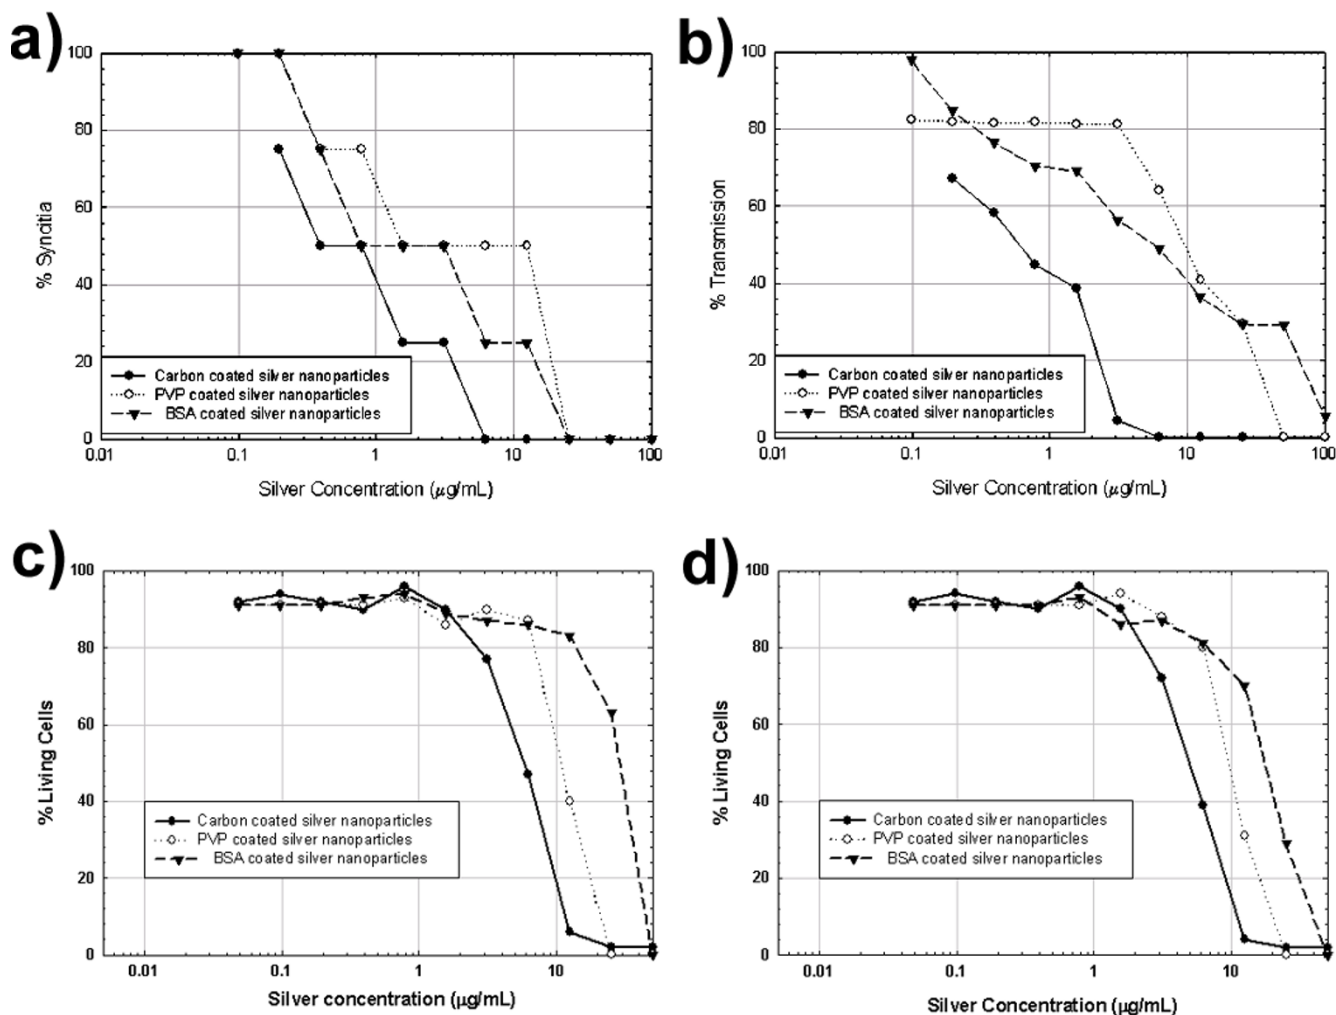 a)
100
80
60
40
20
0
% Syncitia
Carbon coated silver nanoparticles
PVP coated silver nanoparticles
BSA coated silver nanoparticles
0.01 0.1 1 10 100
Silver Concentration (μg/mL)
b)
100
80
60
40
20
0
% Transmission
Carbon coated silver nanoparticles
PVP coated silver nanoparticles
BSA coated silver nanoparticles
0.01 0.1 1 10 100
Silver Concentration (μg/mL)
c)
100
80
60
40
20
0
% Living Cells
Carbon coated silver nanoparticles
PVP coated silver nanoparticles
BSA coated silver nanoparticles
0.01 0.1 1 10
Silver concentration (μg/mL)
d)
100
80
60
40
20
0
% Living Cells
Carbon coated silver nanoparticles
PVP coated silver nanoparticles
BSA coated silver nanoparticles
0.01 0.1 1 10
Silver Concentration (μg/mL)